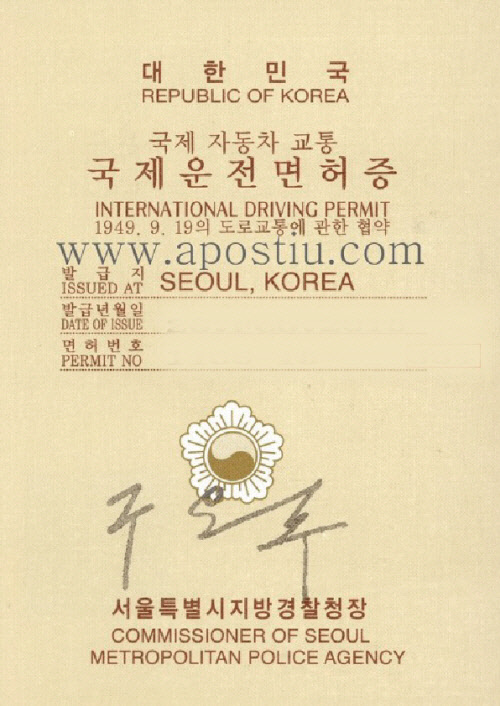 대 한 민 국
REPUBLIC OF KOREA
국제 자동차 교통
국제운전면허증
INTERNATIONAL DRIVING PERMIT
1949. 9. 19의 도로교통에 관한 협약
www.apostiu.com
발 급 지
ISSUED AT SEOUL, KOREA
발급년월일
DATE OF ISSUE
면 허 번 호
PERMIT NO
구 은 수
서울특별시지방경찰청장
COMMISSIONER OF SEOUL
METROPOLITAN POLICE AGENCY